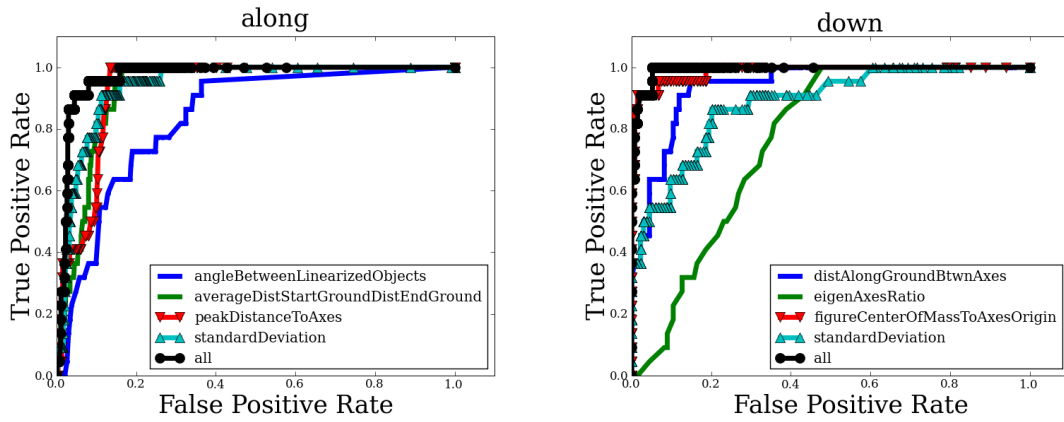 along
True Positive Rate
1.0
0.8
0.6
0.4
0.2
0.0
angleBetweenLinearizedObjects
averageDistStartGroundDistEndGround
peakDistanceToAxes
standardDeviation
all
0.0 0.2 0.4 0.6 0.8 1.0
False Positive Rate
down
True Positive Rate
1.0
0.8
0.6
0.4
0.2
0.0
distAlongGroundBtwnAxes
eigenAxesRatio
figureCenterOfMassToAxesOrigin
standardDeviation
all
0.0 0.2 0.4 0.6 0.8 1.0
False Positive Rate